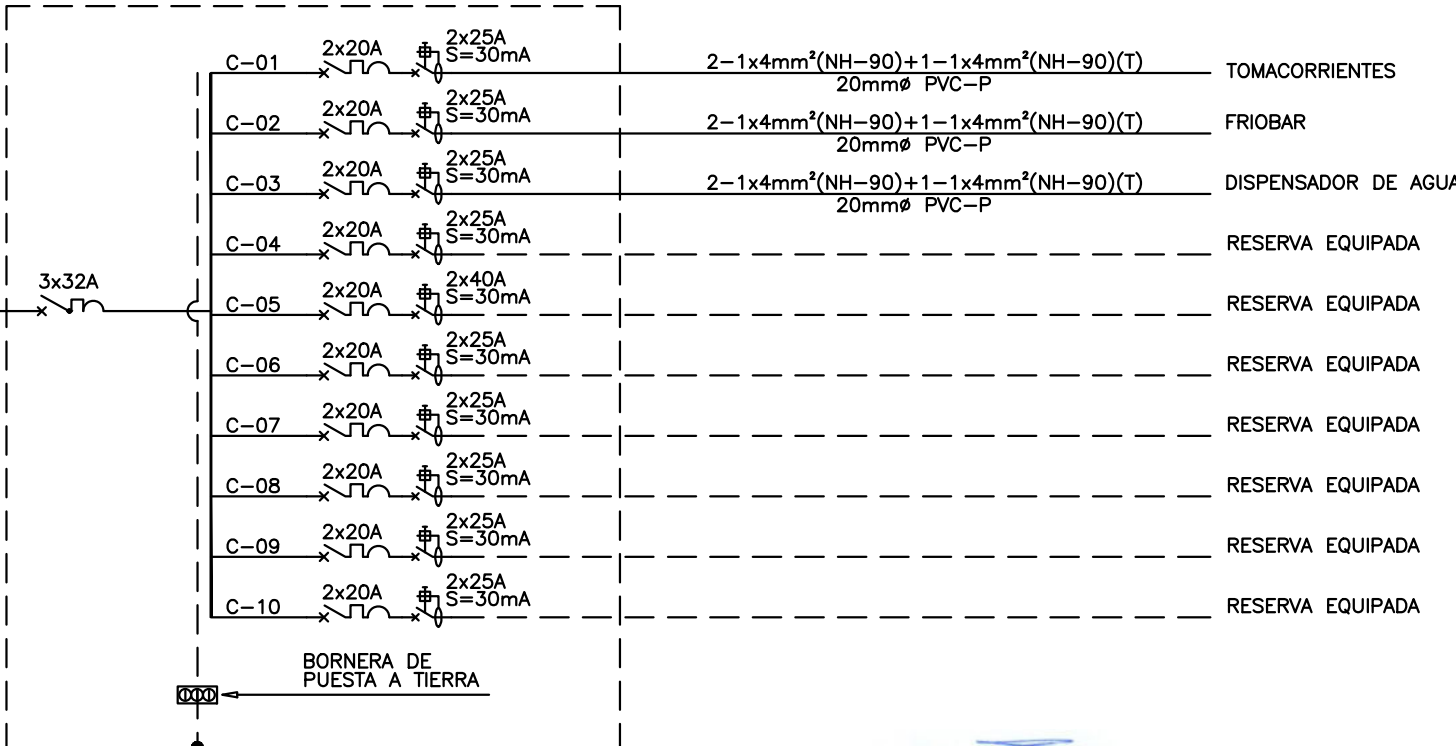 C-01 2x20A 2x25A
S=30mA
2-1x4mm²(NH-90)+1-1x4mm²(NH-90)(T)
20mmø PVC-P
TOMACORRIENTES
C-02 2x20A 2x25A
S=30mA
2-1x4mm²(NH-90)+1-1x4mm²(NH-90)(T)
20mmø PVC-P
FRIOBAR
C-03 2x20A 2x25A
S=30mA
2-1x4mm²(NH-90)+1-1x4mm²(NH-90)(T)
20mmø PVC-P
DISPENSADOR DE AGUA
C-04 2x20A 2x25A
S=30mA
RESERVA EQUIPADA
3x32A
C-05 2x20A 2x40A
S=30mA
RESERVA EQUIPADA
C-06 2x20A 2x25A
S=30mA
RESERVA EQUIPADA
C-07 2x20A 2x25A
S=30mA
RESERVA EQUIPADA
C-08 2x20A 2x25A
S=30mA
RESERVA EQUIPADA
C-09 2x20A 2x25A
S=30mA
RESERVA EQUIPADA
C-10 2x20A 2x25A
S=30mA
RESERVA EQUIPADA
BORNERA DE
PUESTA A TIERRA